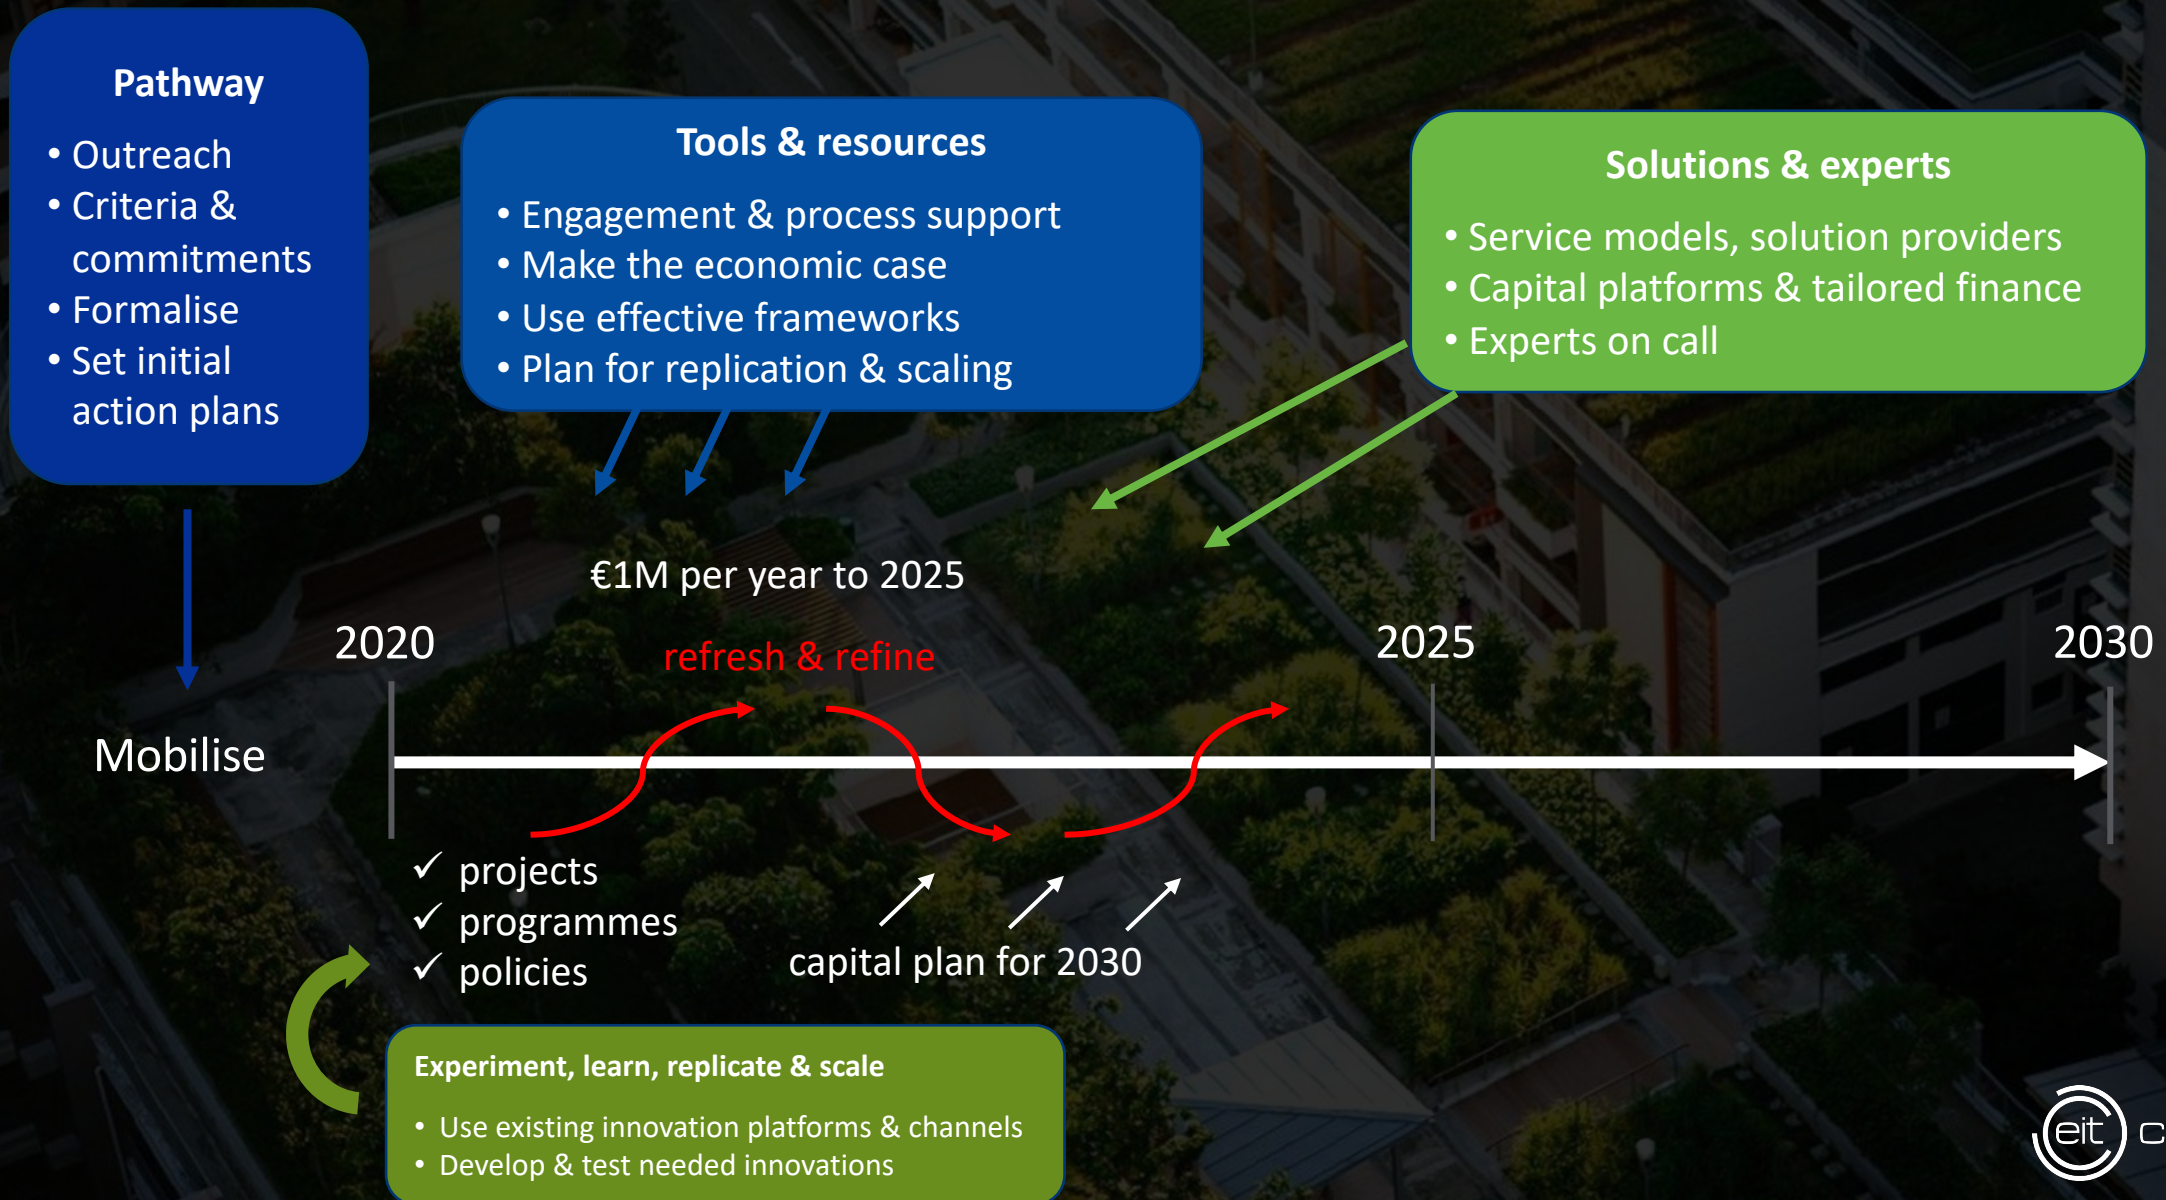 Pathway
• Outreach
• Criteria &
commitments
• Formalise
• Set initial
action plans
Tools & resources
• Engagement & process support
• Make the economic case
• Use effective frameworks
• Plan for replication & scaling
Solutions & experts
• Service models, solution providers
• Capital platforms & tailored finance
• Experts on call
€1M per year to 2025
2020
refresh & refine
2025
2030
Mobilise
✓ projects
✓ programmes
✓ policies
capital plan for 2030
Experiment, learn, replicate & scale
• Use existing innovation platforms & channels
• Develop & test needed innovations
eit